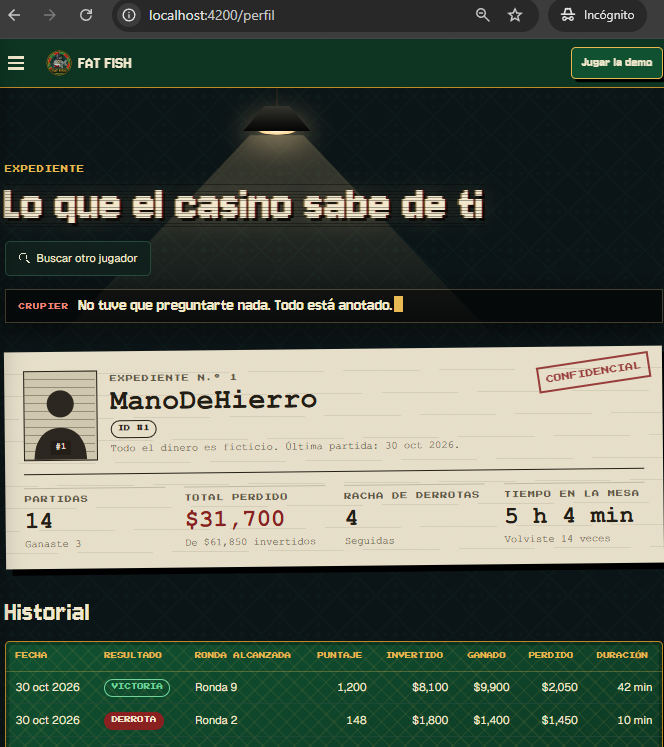 localhost:4200/perfil
Incógnito
FAT FISH
Jugar la demo
EXPEDIENTE
Lo que el casino sabe de ti
Buscar otro jugador
CRUPIER No tuve que preguntarte nada. Todo está anotado.
CONFIDENCIAL
EXPEDIENTE N.º 1
ManoDeHierro
ID #1
#1
Todo el dinero es ficticio. Última partida: 30 oct 2026.
PARTIDAS TOTAL PERDIDO RACHA DE DERROTAS TIEMPO EN LA MESA
14 $31,700 4 5 h 4 min
Ganaste 3 De $61,850 invertidos Seguidas Volviste 14 veces
Historial
FECHA RESULTADO RONDA ALCANZADA PUNTAJE INVERTIDO GANADO PERDIDO DURACIÓN
30 oct 2026 VICTORIA Ronda 9 1,200 $8,100 $9,900 $2,050 42 min
30 oct 2026 DERROTA Ronda 2 148 $1,800 $1,400 $1,450 10 min